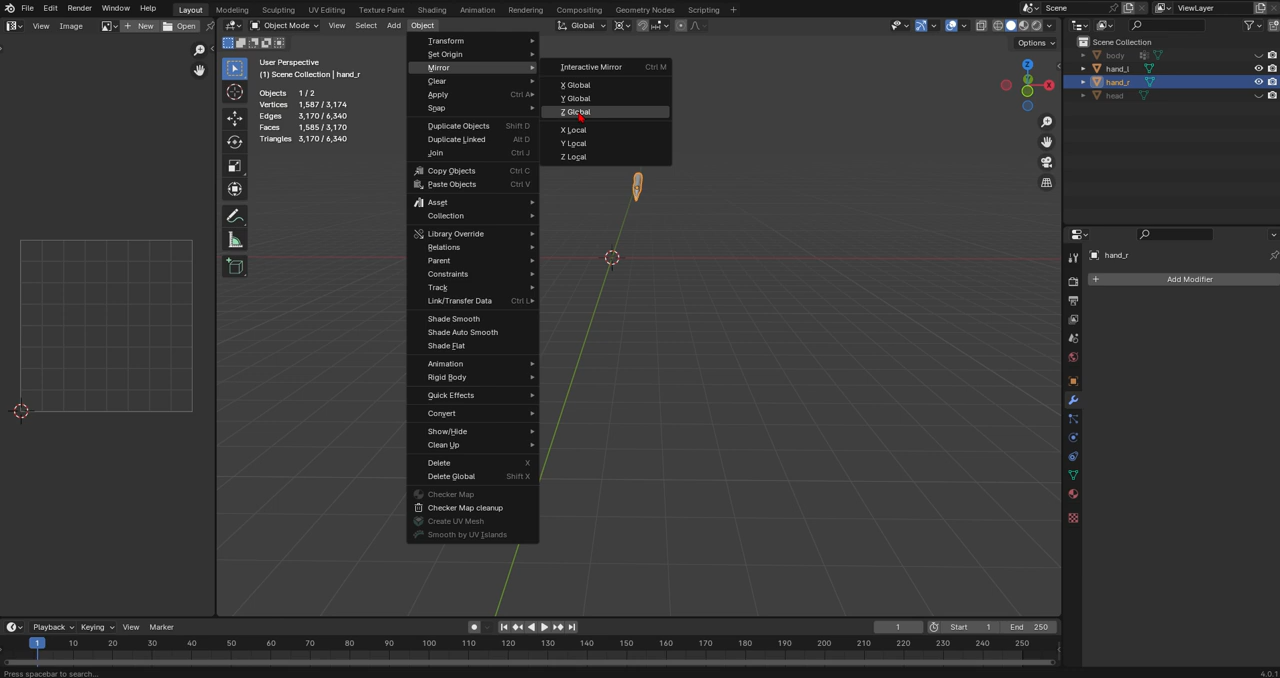 File Edit Render Window Help Layout Modeling Sculpting UV Editing Texture Paint Shading Animation Rendering Compositing Geometry Nodes Scripting + Scene ViewLayer
View Image + New Open Object Mode View Select Add Object Global
Options
User Perspective
(1) Scene Collection | hand_r
Objects 1 / 2
Vertices 1,587 / 3,174
Edges 3,170 / 6,340
Faces 1,585 / 3,170
Triangles 3,170 / 6,340
Transform
Set Origin
Mirror
Clear
Apply Ctrl A
Snap
Duplicate Objects Shift D
Duplicate Linked Alt D
Join Ctrl J
Copy Objects Ctrl C
Paste Objects Ctrl V
Asset
Collection
Library Override
Relations
Parent
Constraints
Track
Link/Transfer Data Ctrl L
Shade Smooth
Shade Auto Smooth
Shade Flat
Animation
Rigid Body
Quick Effects
Convert
Show/Hide
Clean Up
Delete X
Delete Global Shift X
Checker Map
Checker Map cleanup
Create UV Mesh
Smooth by UV Islands
Interactive Mirror Ctrl M
X Global
Y Global
Z Global
X Local
Y Local
Z Local
Z
X
Scene Collection
body
hand_l
hand_r
head
hand_r
+ Add Modifier
Playback Keying View Marker 1 Start 1 End 250
1 10 20 30 40 50 60 70 80 90 100 110 120 130 140 150 160 170 180 190 200 210 220 230 240 250
Press spacebar to search... 4.0.1